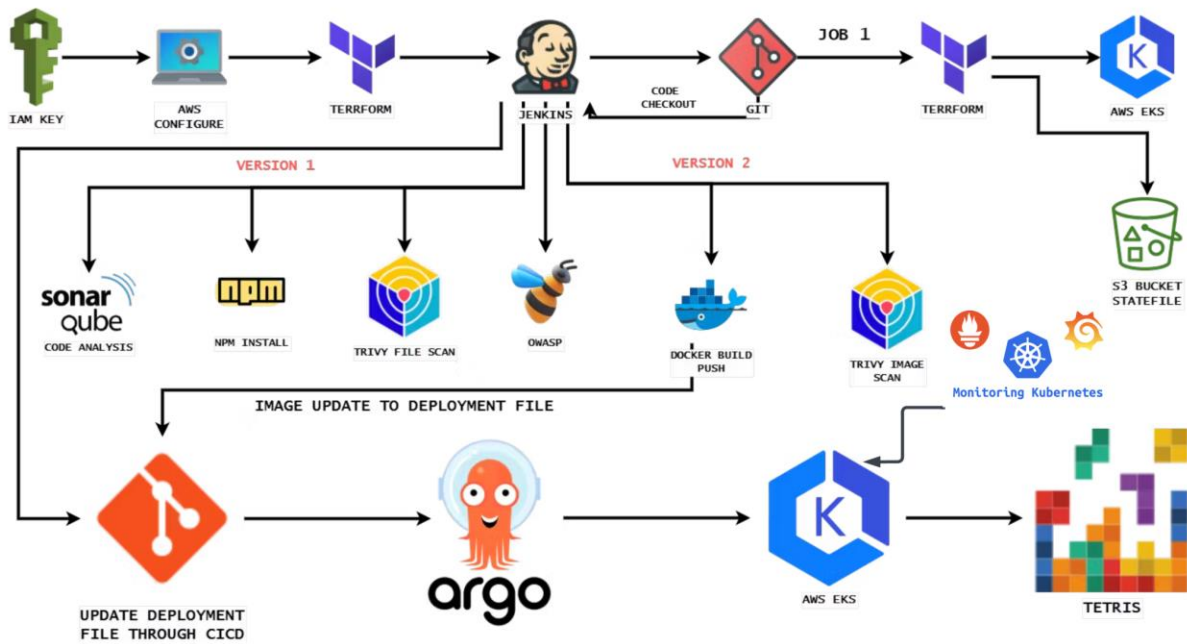 JOB 1
IAM KEY
AWS
CONFIGURE
TERRFORM
JENKINS
CODE
CHECKOUT
GIT
TERRFORM
AWS EKS
VERSION 1
VERSION 2
S3 BUCKET
STATEFILE
sonar
Qube
CODE ANALYSIS
npm
NPM INSTALL
TRIVY FILE SCAN
OWASP
DOCKER BUILD
PUSH
TRIVY IMAGE
SCAN
Monitoring Kubernetes
IMAGE UPDATE TO DEPLOYMENT FILE
UPDATE DEPLOYMENT
FILE THROUGH CICD
argo
K
K
AWS EKS
TETRIS